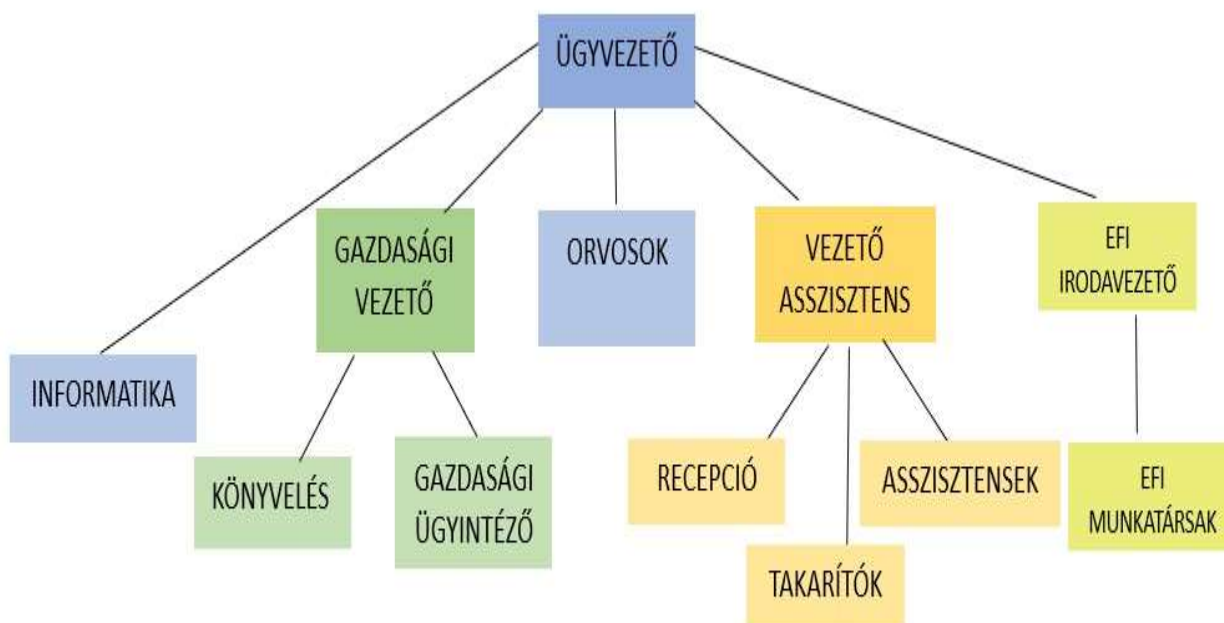 ÜGYVEZETŐ
GAZDASÁGI
VEZETŐ
ORVOSOK
VEZETŐ
ASSZISZTENS
EFI
IRODAVEZETŐ
INFORMATIKA
KÖNYVELÉS
GAZDASÁGI
ÜGYINTÉZŐ
RECEPCIÓ
TAKARÍTÓK
ASSZISZTENSEK
EFI
MUNKATÁRSAK